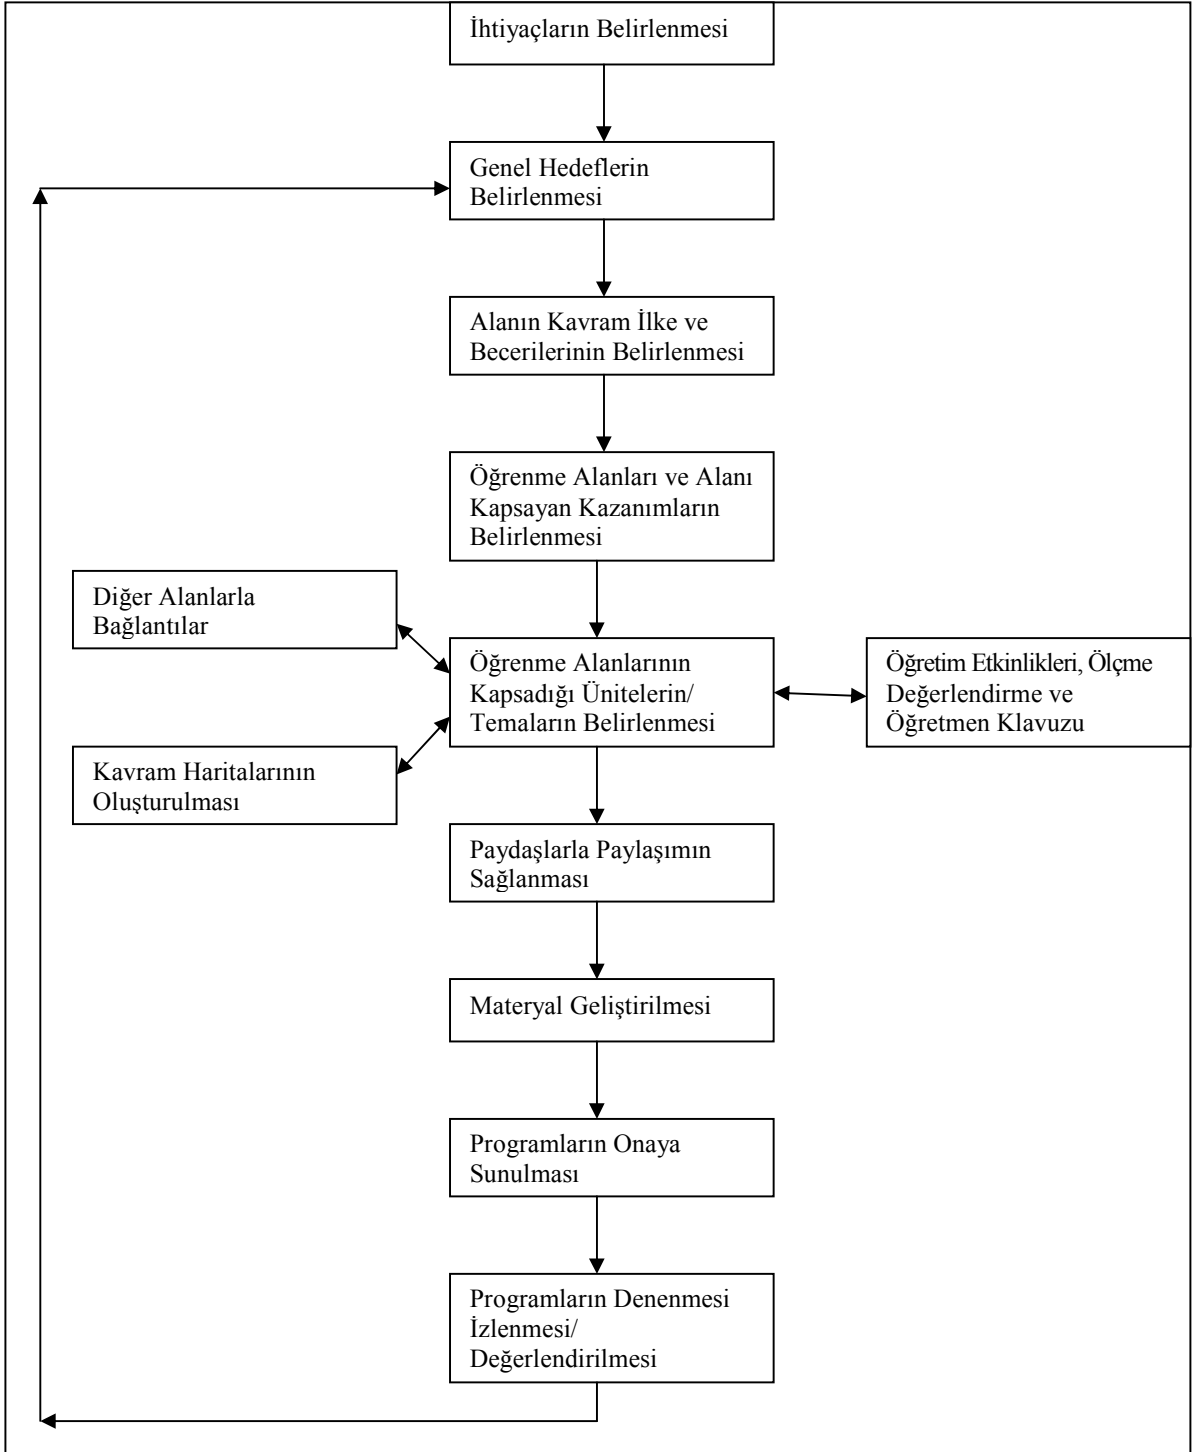 İhtiyaçların Belirlenmesi
Genel Hedeflerin
Belirlenmesi
Alanın Kavram İlke ve
Becerilerinin Belirlenmesi
Öğrenme Alanları ve Alanı
Kapsayan Kazanımların
Belirlenmesi
Diğer Alanlarla
Bağlantılar
Öğrenme Alanlarının
Kapsadığı Ünitelerin/
Temaların Belirlenmesi
Öğretim Etkinlikleri, Ölçme
Değerlendirme ve
Öğretmen Klavuzu
Kavram Haritalarının
Oluşturulması
Paydaşlarla Paylaşımın
Sağlanması
Materyal Geliştirilmesi
Programların Onaya
Sunulması
Programların Denenmesi
İzlenmesi/
Değerlendirilmesi